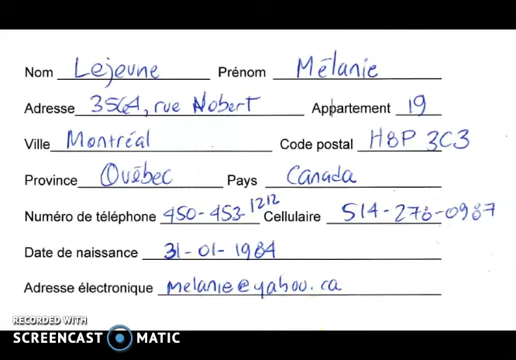 Nom Lejeune Prénom Mélanie
Adresse 3564, rue Nobert Appartement 19
Ville Montréal Code postal H8P 3C3
Province Québec Pays Canada
Numéro de téléphone 450-453-1212 Cellulaire 514-278-0987
Date de naissance 31-01-1984
Adresse électronique melanie@yahou.ca
RECORDED WITH
SCREENCAST MATIC